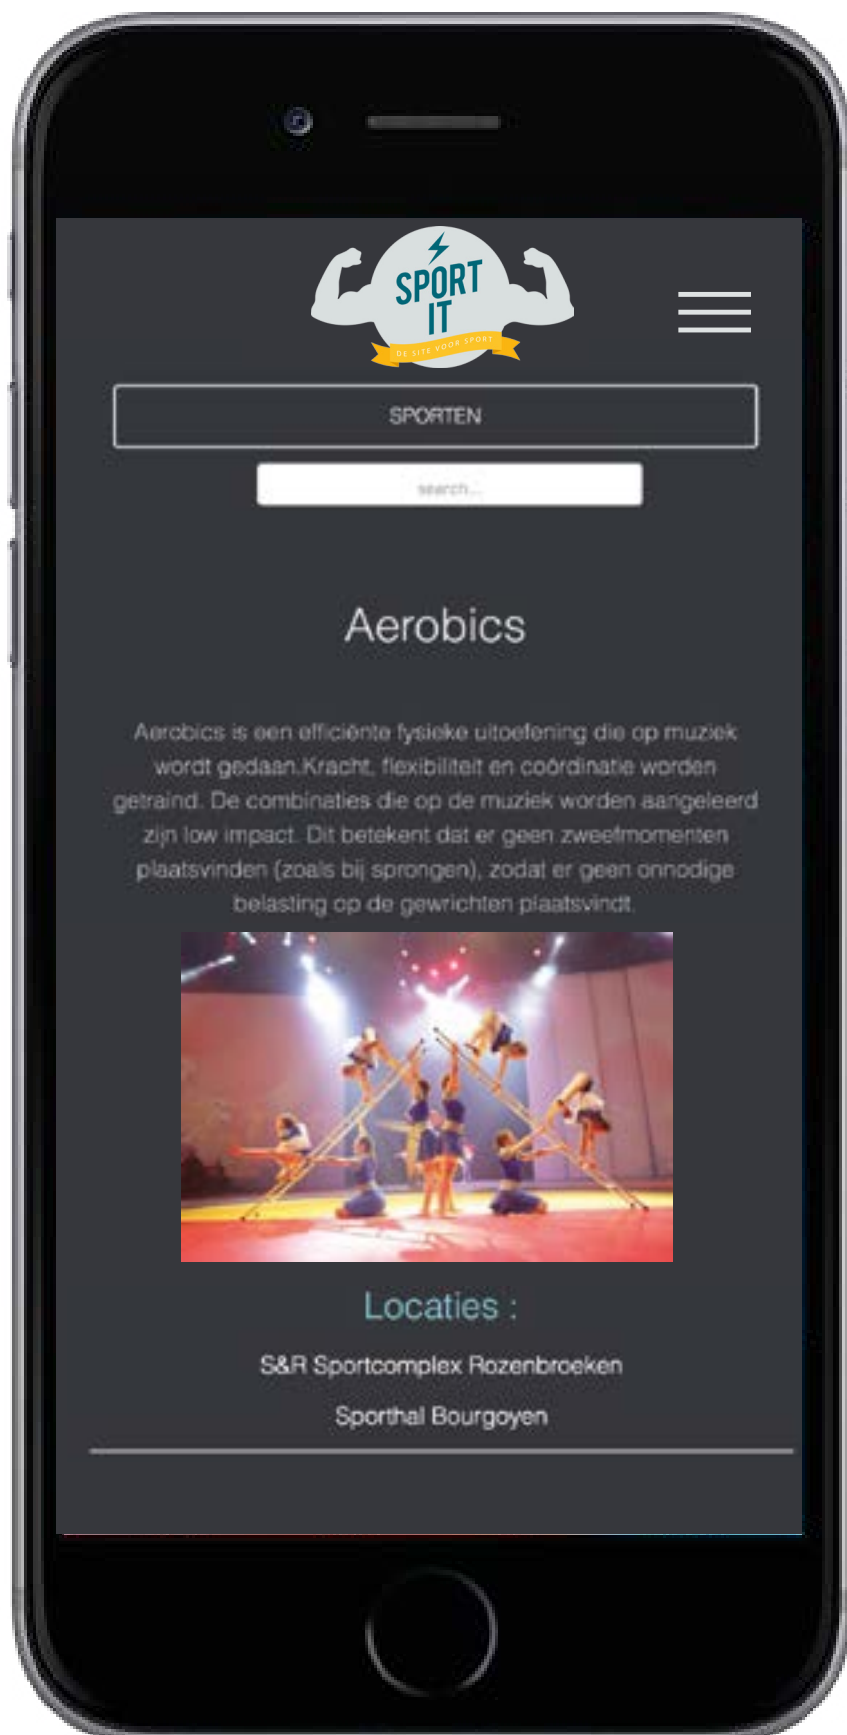 SPORT
IT
DE SITE VOOR SPORT
SPORTEN
search...
Aerobics
Aerobics is een efficiënte fysieke uitoefening die op muziek
wordt gedaan.Kracht, flexibiliteit en coördinatie worden
getraind. De combinaties die op de muziek worden aangeleerd
zijn low impact. Dit betekent dat er geen zweefmomenten
plaatsvinden (zoals bij sprongen), zodat er geen onnodige
belasting op de gewrichten plaatsvindt.
Locaties :
S&R Sportcomplex Rozenbroeken
Sporthal Bourgoyen